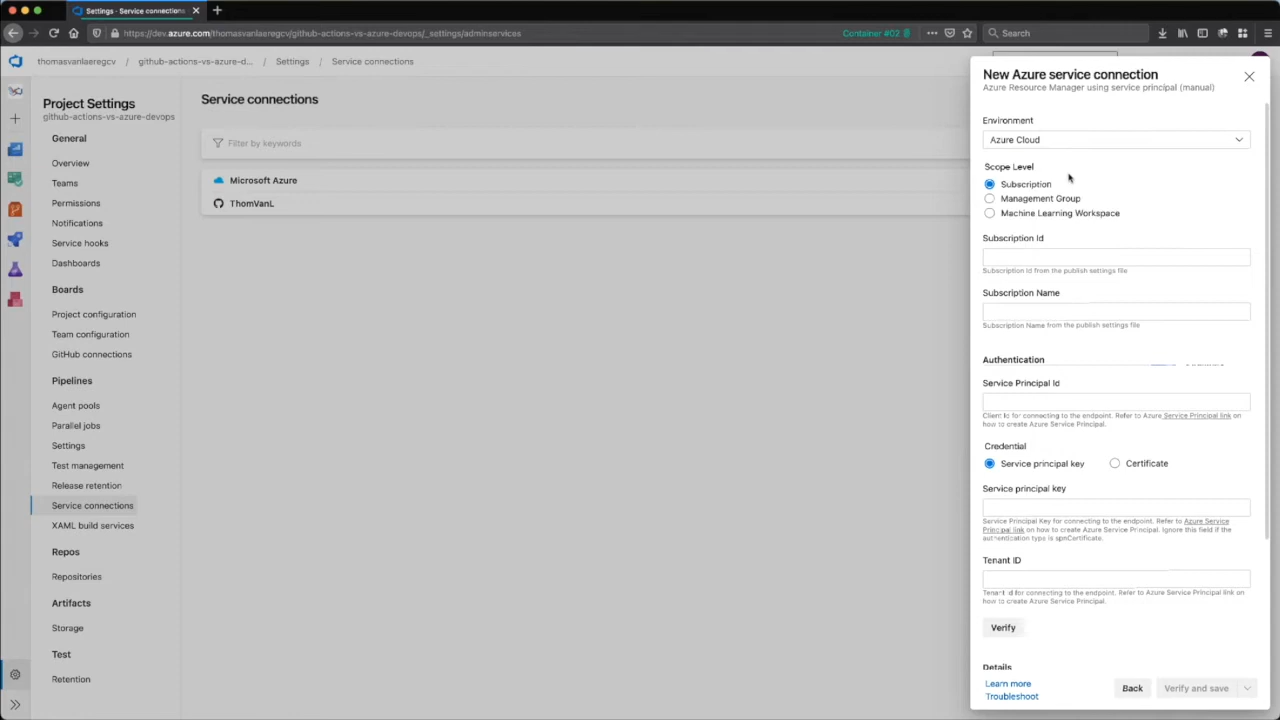 Settings - Service connections
https://dev.azure.com/thomasvanlaeregcv/github-actions-vs-azure-devops/_settings/adminservices
Container #02
Search
thomasvanlaeregcv / github-actions-vs-azure-d... / Settings / Service connections
Project Settings
github-actions-vs-azure-devops
General
Overview
Teams
Permissions
Notifications
Service hooks
Dashboards
Boards
Project configuration
Team configuration
GitHub connections
Pipelines
Agent pools
Parallel jobs
Settings
Test management
Release retention
Service connections
XAML build services
Repos
Repositories
Artifacts
Storage
Test
Retention
Service connections
Filter by keywords
Microsoft Azure
ThomVanL
New Azure service connection
Azure Resource Manager using service principal (manual)
Environment
Azure Cloud
Scope Level
Subscription
Management Group
Machine Learning Workspace
Subscription Id
Subscription Id from the publish settings file
Subscription Name
Subscription Name from the publish settings file
Authentication
Service Principal Id
Client Id for connecting to the endpoint. Refer to Azure Service Principal link on
how to create Azure Service Principal.
Credential
Service principal key
Certificate
Service principal key
Service Principal Key for connecting to the endpoint. Refer to Azure Service
Principal link on how to create Azure Service Principal. Ignore this field if the
authentication type is spnCertificate.
Tenant ID
Tenant Id for connecting to the endpoint. Refer to Azure Service Principal link on
how to create Azure Service Principal.
Verify
Details
Learn more
Troubleshoot
Back
Verify and save